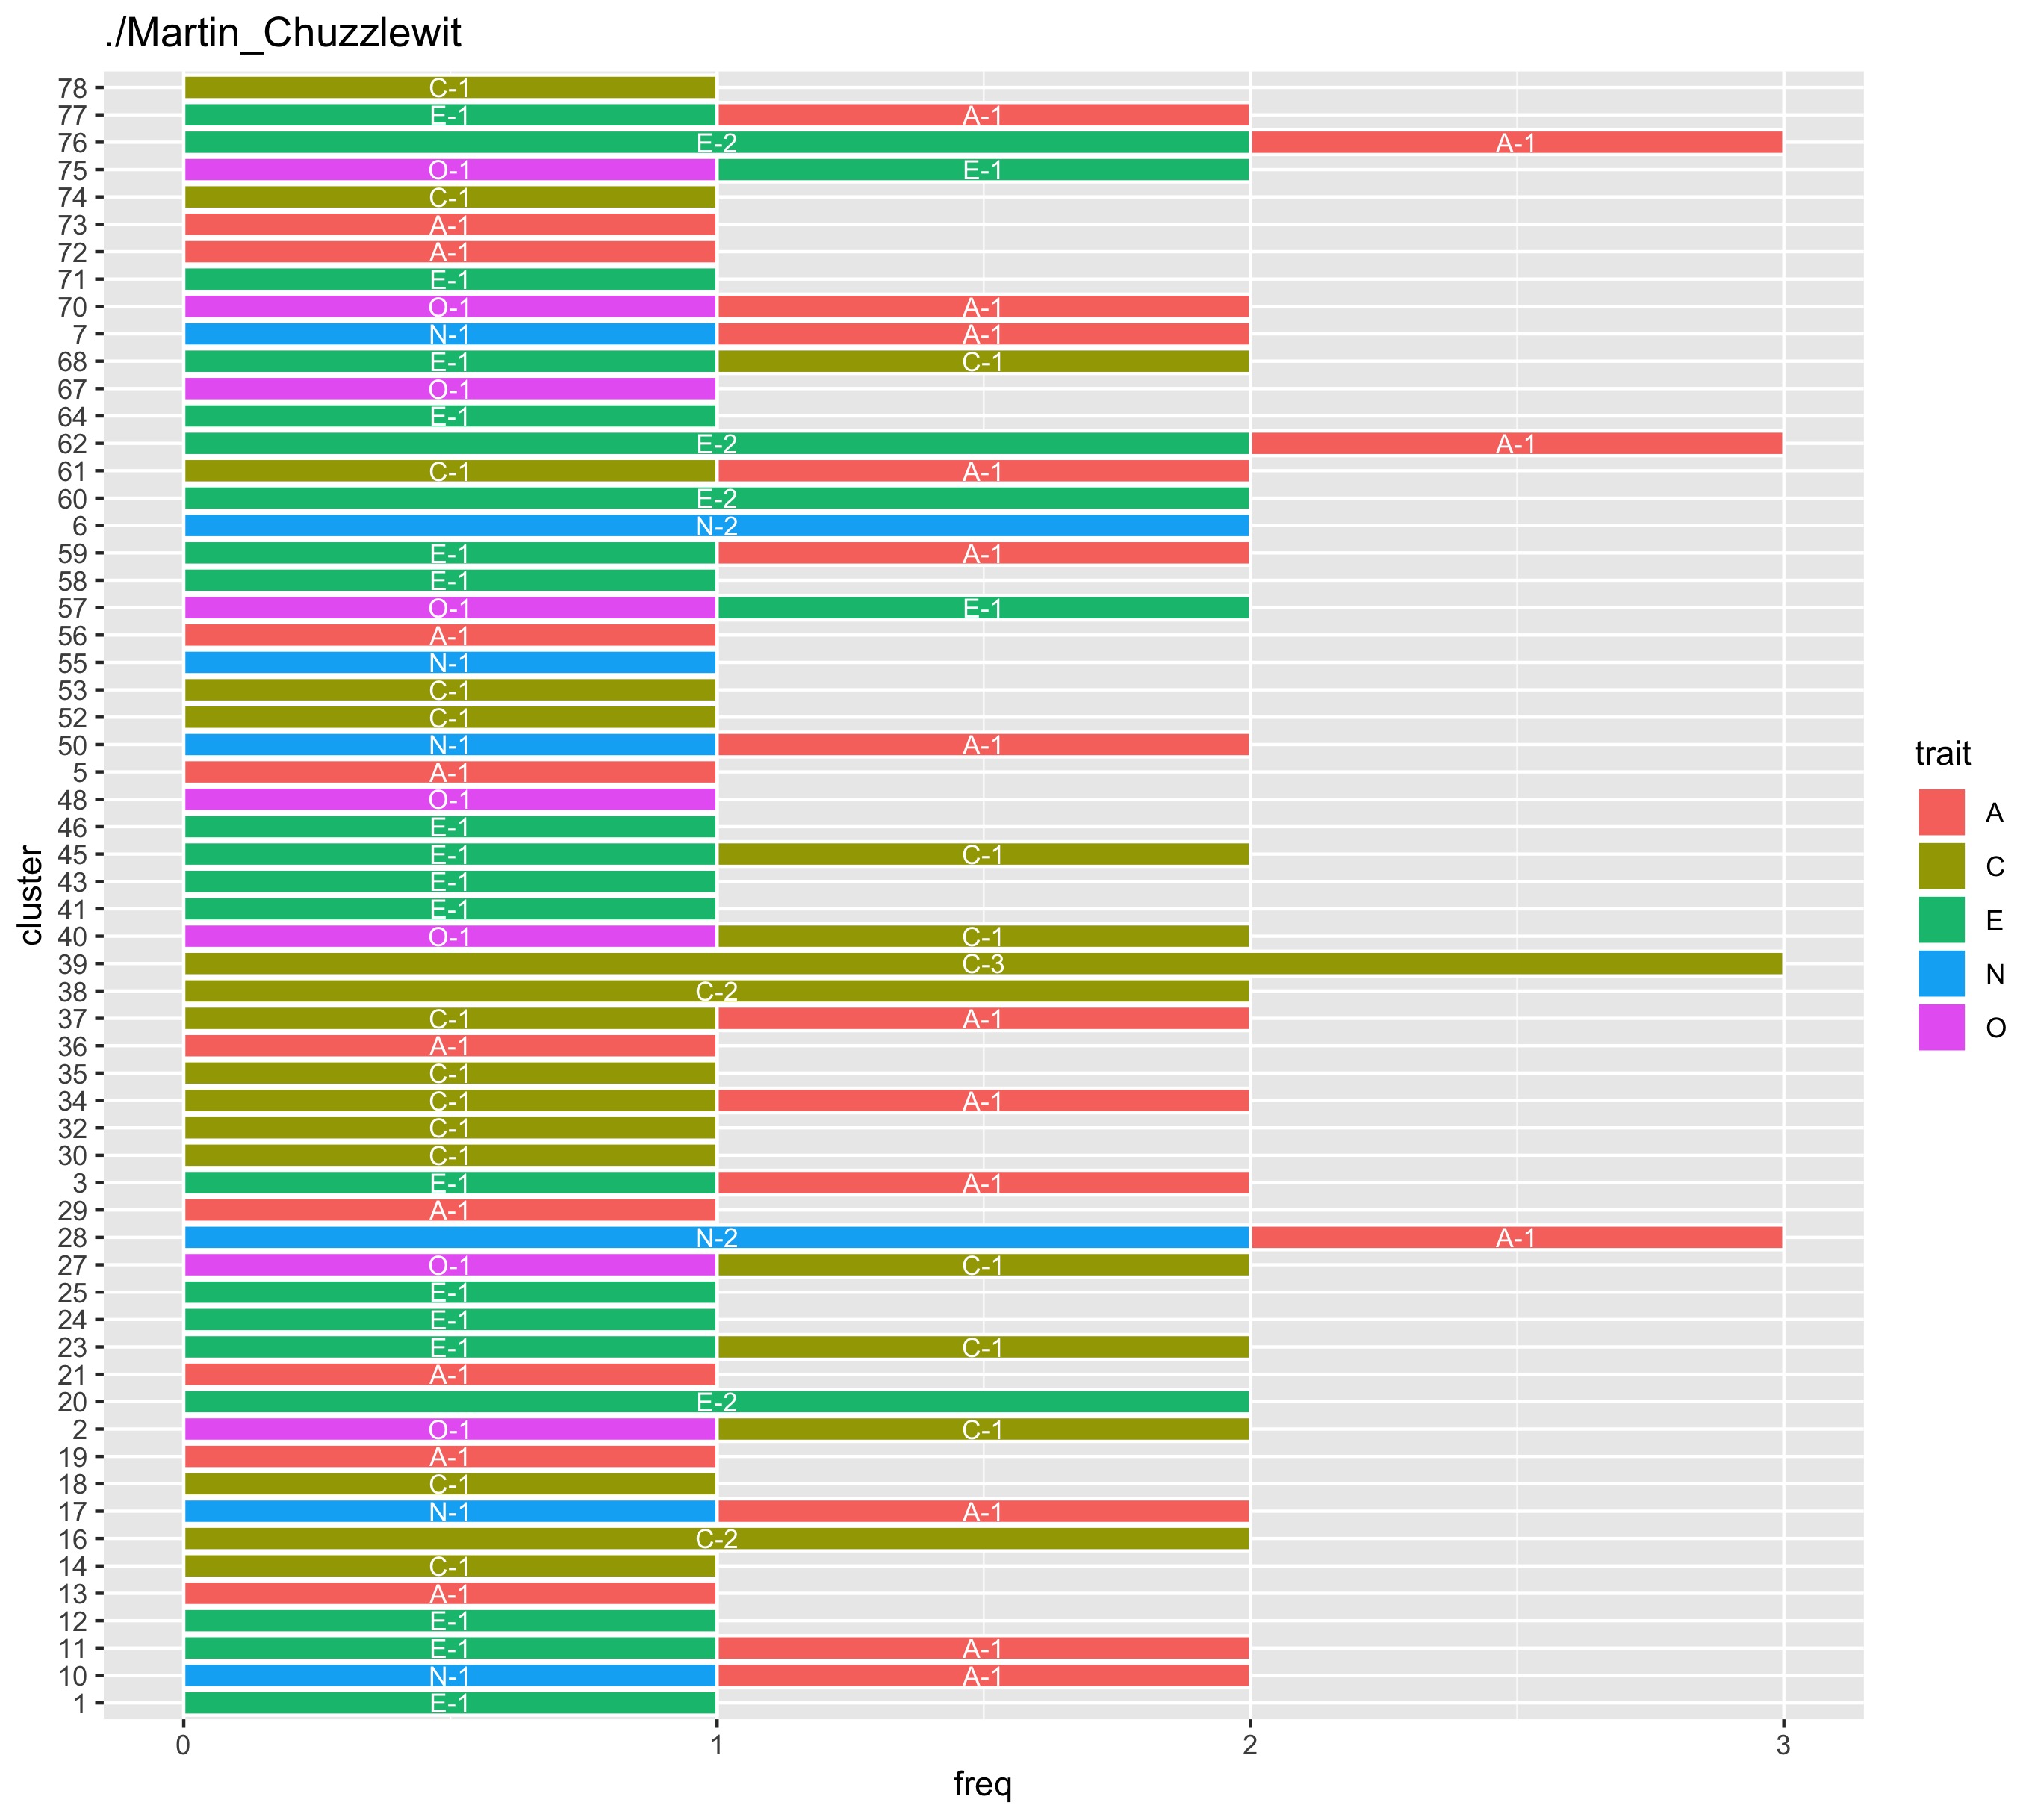 ./Martin_Chuzzlewit
78 C-1
77 E-1 A-1
76 E-2 A-1
75 O-1 E-1
74 C-1
73 A-1
72 A-1
71 E-1
70 O-1 A-1
7 N-1 A-1
68 E-1 C-1
67 O-1
64 E-1
62 E-2 A-1
61 C-1 A-1
60 E-2
6 N-2
59 E-1 A-1
58 E-1
57 O-1 E-1
56 A-1
55 N-1
53 C-1
52 C-1
50 N-1 A-1
5 A-1
48 O-1
46 E-1
45 E-1 C-1
43 E-1
41 E-1
40 O-1 C-1
39 C-3
38 C-2
37 C-1 A-1
36 A-1
35 C-1
34 C-1 A-1
32 C-1
30 C-1
3 E-1 A-1
29 A-1
28 N-2 A-1
27 O-1 C-1
25 E-1
24 E-1
23 E-1 C-1
21 A-1
20 E-2
2 O-1 C-1
19 A-1
18 C-1
17 N-1 A-1
16 C-2
14 C-1
13 A-1
12 E-1
11 E-1 A-1
10 N-1 A-1
1 E-1
0 1 2 3
freq
cluster
trait
A
C
E
N
O